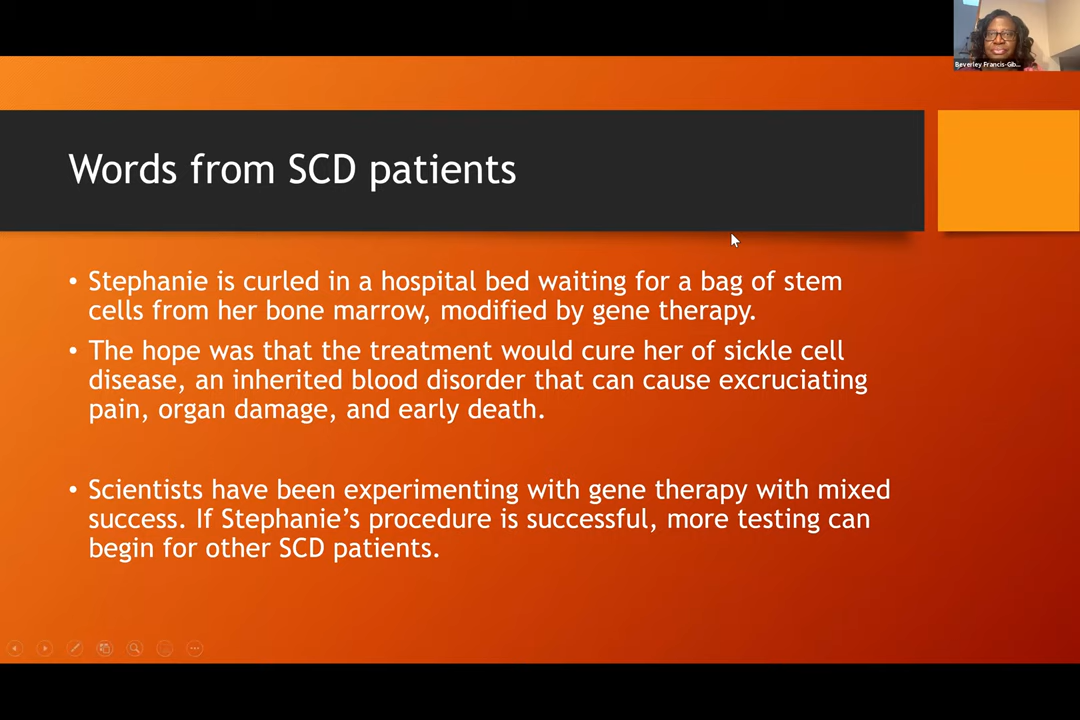 Beverley Francis-Gib...
Words from SCD patients
• Stephanie is curled in a hospital bed waiting for a bag of stem
cells from her bone marrow, modified by gene therapy.
• The hope was that the treatment would cure her of sickle cell
disease, an inherited blood disorder that can cause excruciating
pain, organ damage, and early death.
• Scientists have been experimenting with gene therapy with mixed
success. If Stephanie’s procedure is successful, more testing can
begin for other SCD patients.